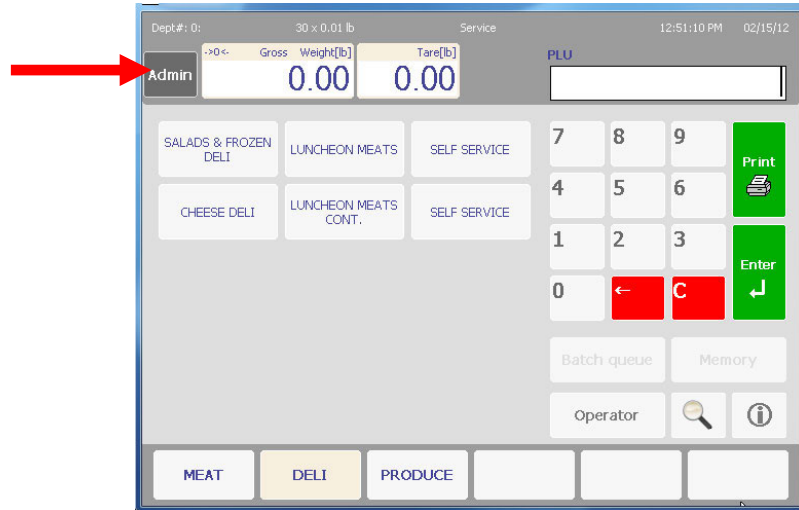 Dept#: 0: 30 x 0.01 lb Service 12:51:10 PM 02/15/12
Admin
->0<- Gross Weight[lb]
0.00
Tare[lb]
0.00
PLU
SALADS & FROZEN
DELI
LUNCHEON MEATS
SELF SERVICE
CHEESE DELI
LUNCHEON MEATS
CONT.
SELF SERVICE
7 8 9
Print
4 5 6
1 2 3
Enter
0 ← C
Batch queue
Memory
Operator
MEAT
DELI
PRODUCE